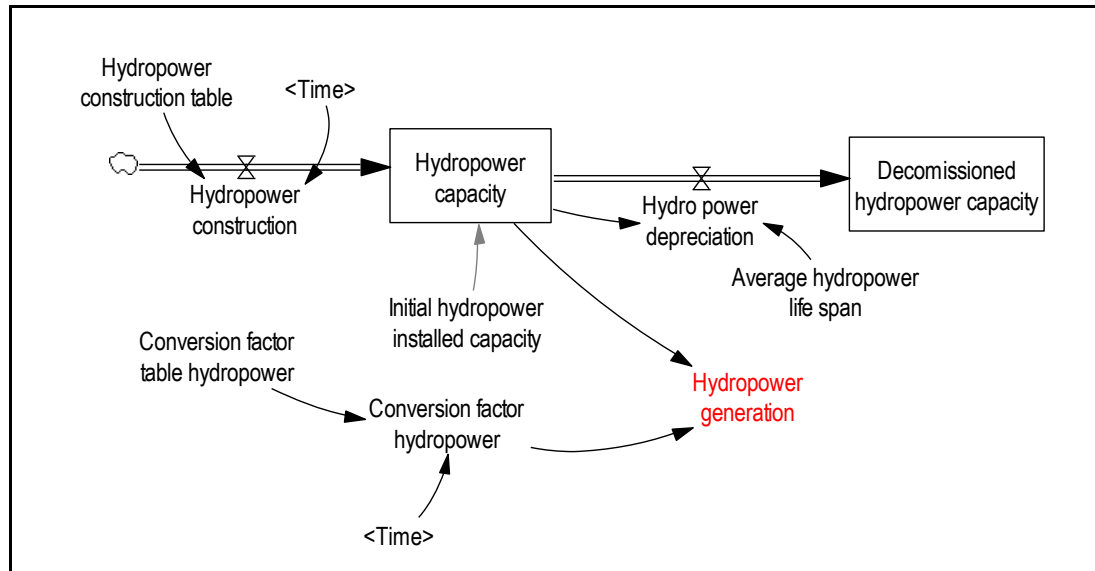 Hydropower
construction table
<Time>
Hydropower
construction
Hydropower
capacity
Hydro power
depreciation
Decomissioned
hydropower capacity
Average hydropower
life span
Initial hydropower
installed capacity
Conversion factor
table hydropower
Conversion factor
hydropower
Hydropower
generation
<Time>